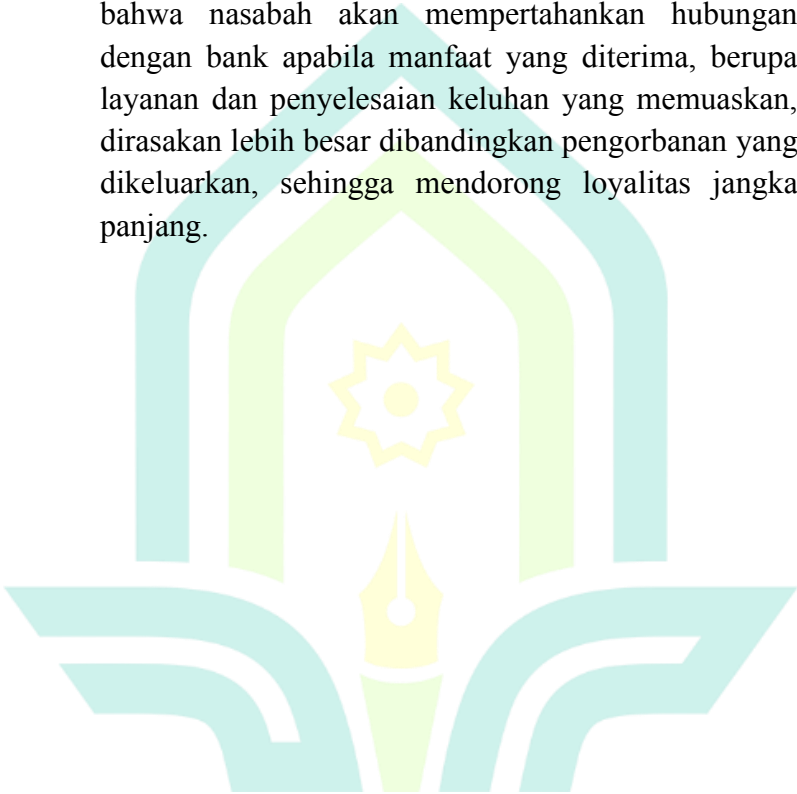 bahwa nasabah akan mempertahankan hubungan
dengan bank apabila manfaat yang diterima, berupa
layanan dan penyelesaian keluhan yang memuaskan,
dirasakan lebih besar dibandingkan pengorbanan yang
dikeluarkan, sehingga mendorong loyalitas jangka
panjang.